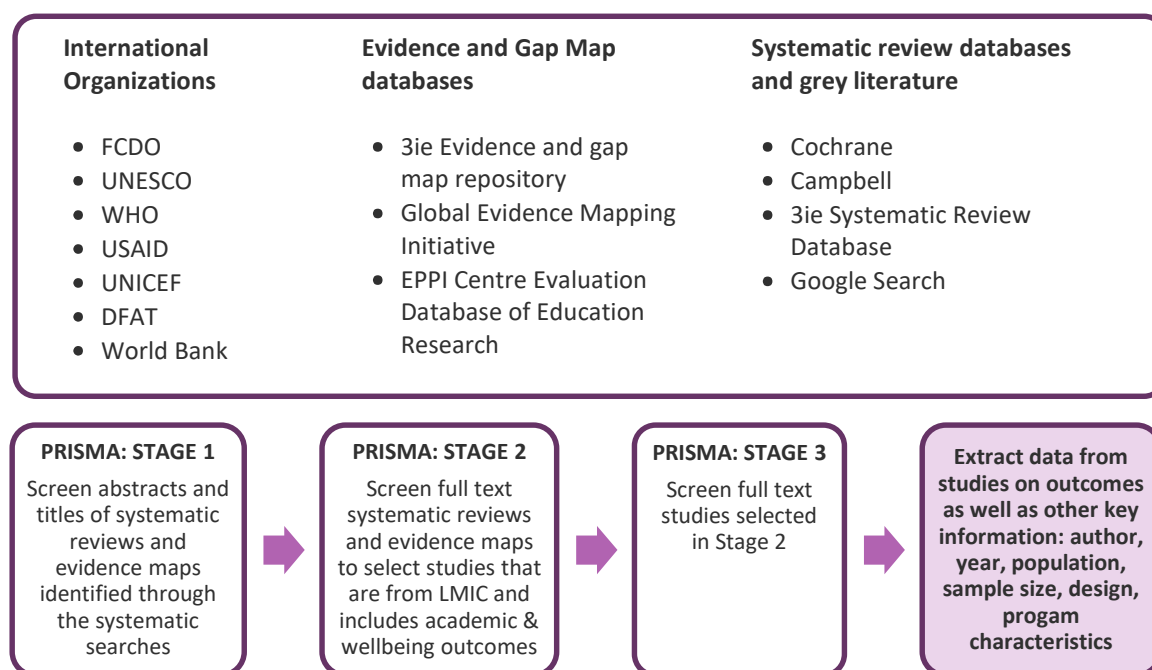 International
Organizations
• FCDO
• UNESCO
• WHO
• USAID
• UNICEF
• DFAT
• World Bank
Evidence and Gap Map
databases
• 3ie Evidence and gap
map repository
• Global Evidence Mapping
Initiative
• EPPI Centre Evaluation
Database of Education
Research
Systematic review databases
and grey literature
• Cochrane
• Campbell
• 3ie Systematic Review
Database
• Google Search
PRISMA: STAGE 1
Screen abstracts and
titles of systematic
reviews and
evidence maps
identified through
the systematic
searches
PRISMA: STAGE 2
Screen full text
systematic reviews
and evidence maps
to select studies that
are from LMIC and
includes academic &
wellbeing outcomes
PRISMA: STAGE 3
Screen full text
studies selected
in Stage 2
Extract data from
studies on outcomes
as well as other key
information: author,
year, population,
sample size, design,
progam
characteristics